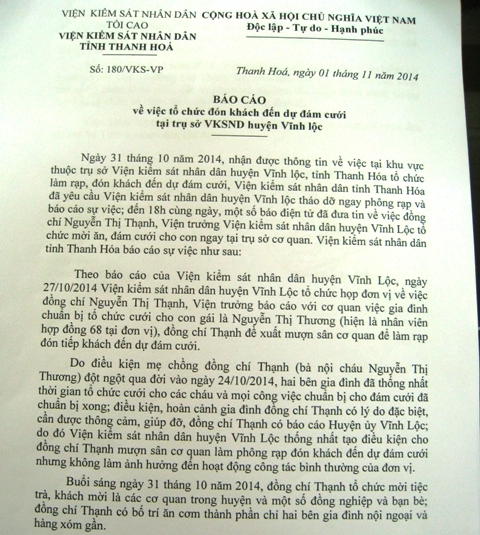 VIỆN KIỂM SÁT NHÂN DÂN CỘNG HOÀ XÃ HỘI CHỦ NGHĨA VIỆT NAM
TỐI CAO Độc lập - Tự do - Hạnh phúc
VIỆN KIỂM SÁT NHÂN DÂN
TỈNH THANH HOÁ
Số: 180/VKS-VP Thanh Hoá, ngày 01 tháng 11 năm 2014
BÁO CÁO
về việc tổ chức đón khách đến dự đám cưới
tại trụ sở VKSND huyện Vĩnh lộc
Ngày 31 tháng 10 năm 2014, nhận được thông tin về việc tại khu vực
thuộc trụ sở Viện kiểm sát nhân dân huyện Vĩnh lộc, tỉnh Thanh Hóa tổ chức
làm rạp, đón khách đến dự đám cưới, Viện kiểm sát nhân dân tỉnh Thanh Hóa
đã yêu cầu Viện kiểm sát nhân dân huyện Vĩnh lộc tháo dỡ ngay phông rạp và
báo cáo sự việc; đến 18h cùng ngày, một số báo điện tử đã đưa tin về việc đồng
chí Nguyễn Thị Thạnh, Viện trưởng Viện kiểm sát nhân dân huyện Vĩnh Lộc tổ
chức mời ăn, đám cưới cho con ngay tại trụ sở cơ quan. Viện kiểm sát nhân dân
tỉnh Thanh Hóa báo cáo sự việc như sau:
Theo báo cáo của Viện kiểm sát nhân dân huyện Vĩnh Lộc, ngày
27/10/2014 Viện kiểm sát nhân dân huyện Vĩnh Lộc tổ chức họp đơn vị về việc
đồng chí Nguyễn Thị Thạnh, Viện trưởng báo cáo với cơ quan việc gia đình
chuẩn bị tổ chức cưới cho con gái là Nguyễn Thị Thương (hiện là nhân viên
hợp đồng 68 tại đơn vị), đồng chí Thạnh đề xuất mượn sân cơ quan để làm rạp
đón tiếp khách đến dự đám cưới.
Do điều kiện mẹ chồng đồng chí Thạnh (bà nội cháu Nguyễn Thị
Thương) đột ngột qua đời vào ngày 24/10/2014, hai bên gia đình đã thống nhất
thời gian tổ chức cưới cho các cháu và mọi công việc chuẩn bị cho đám cưới đã
chuẩn bị xong; điều kiện, hoàn cảnh gia đình đồng chí Thạnh có lý do đặc biệt,
cần được thông cảm, giúp đỡ, đồng chí Thạnh có báo cáo Huyện ủy Vĩnh Lộc;
do đó Viện kiểm sát nhân dân huyện Vĩnh Lộc thống nhất tạo điều kiện cho
đồng chí Thạnh mượn sân cơ quan làm phông rạp đón khách đến dự đám cưới
nhưng không làm ảnh hưởng đến hoạt động công tác bình thường của đơn vị.
Buổi sáng ngày 31 tháng 10 năm 2014, đồng chí Thạnh tổ chức mời tiệc
trà, khách mời là các cơ quan trong huyện và một số đồng nghiệp và bạn bè;
đồng chí Thạnh có bố trí ăn cơm thành phần chỉ hai bên gia đình nội ngoại và
hàng xóm gần.